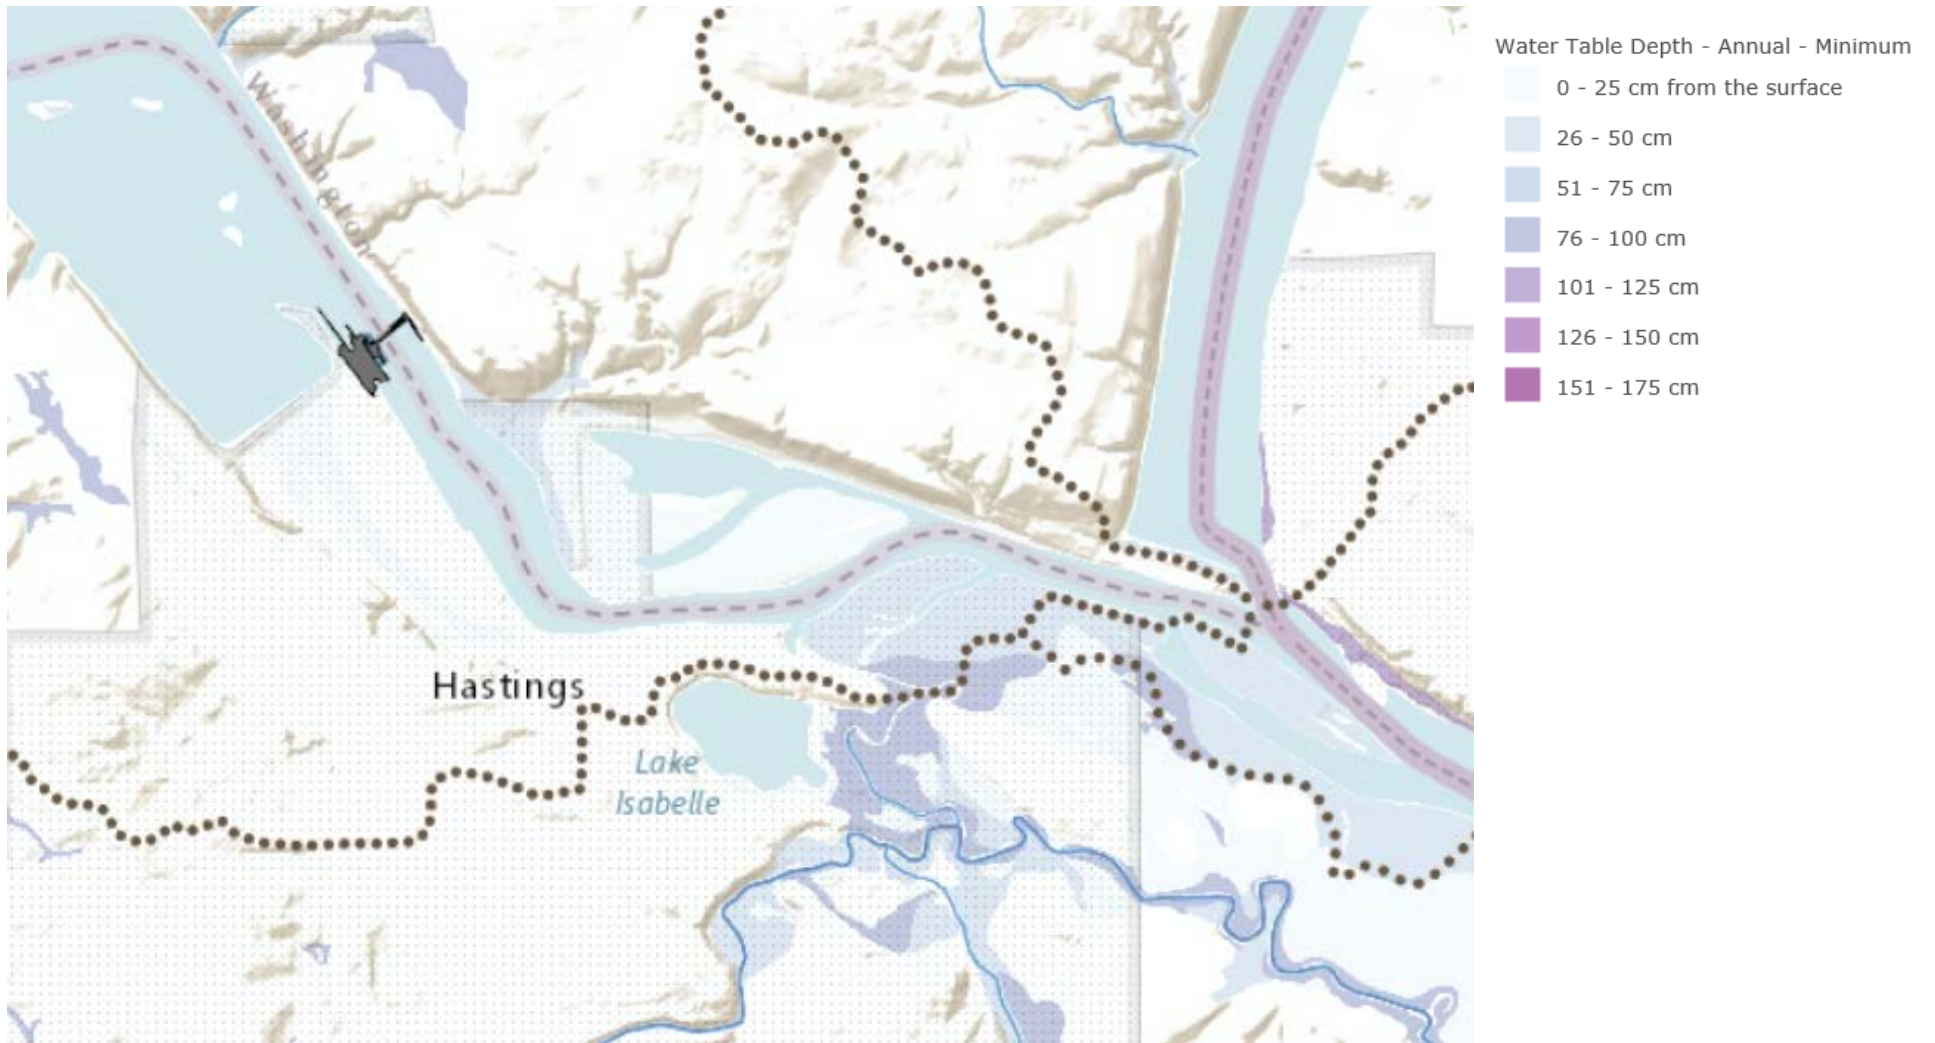 Water Table Depth - Annual - Minimum
0 - 25 cm from the surface
26 - 50 cm
51 - 75 cm
76 - 100 cm
101 - 125 cm
126 - 150 cm
151 - 175 cm
Washington
Hastings
Lake
Isabelle